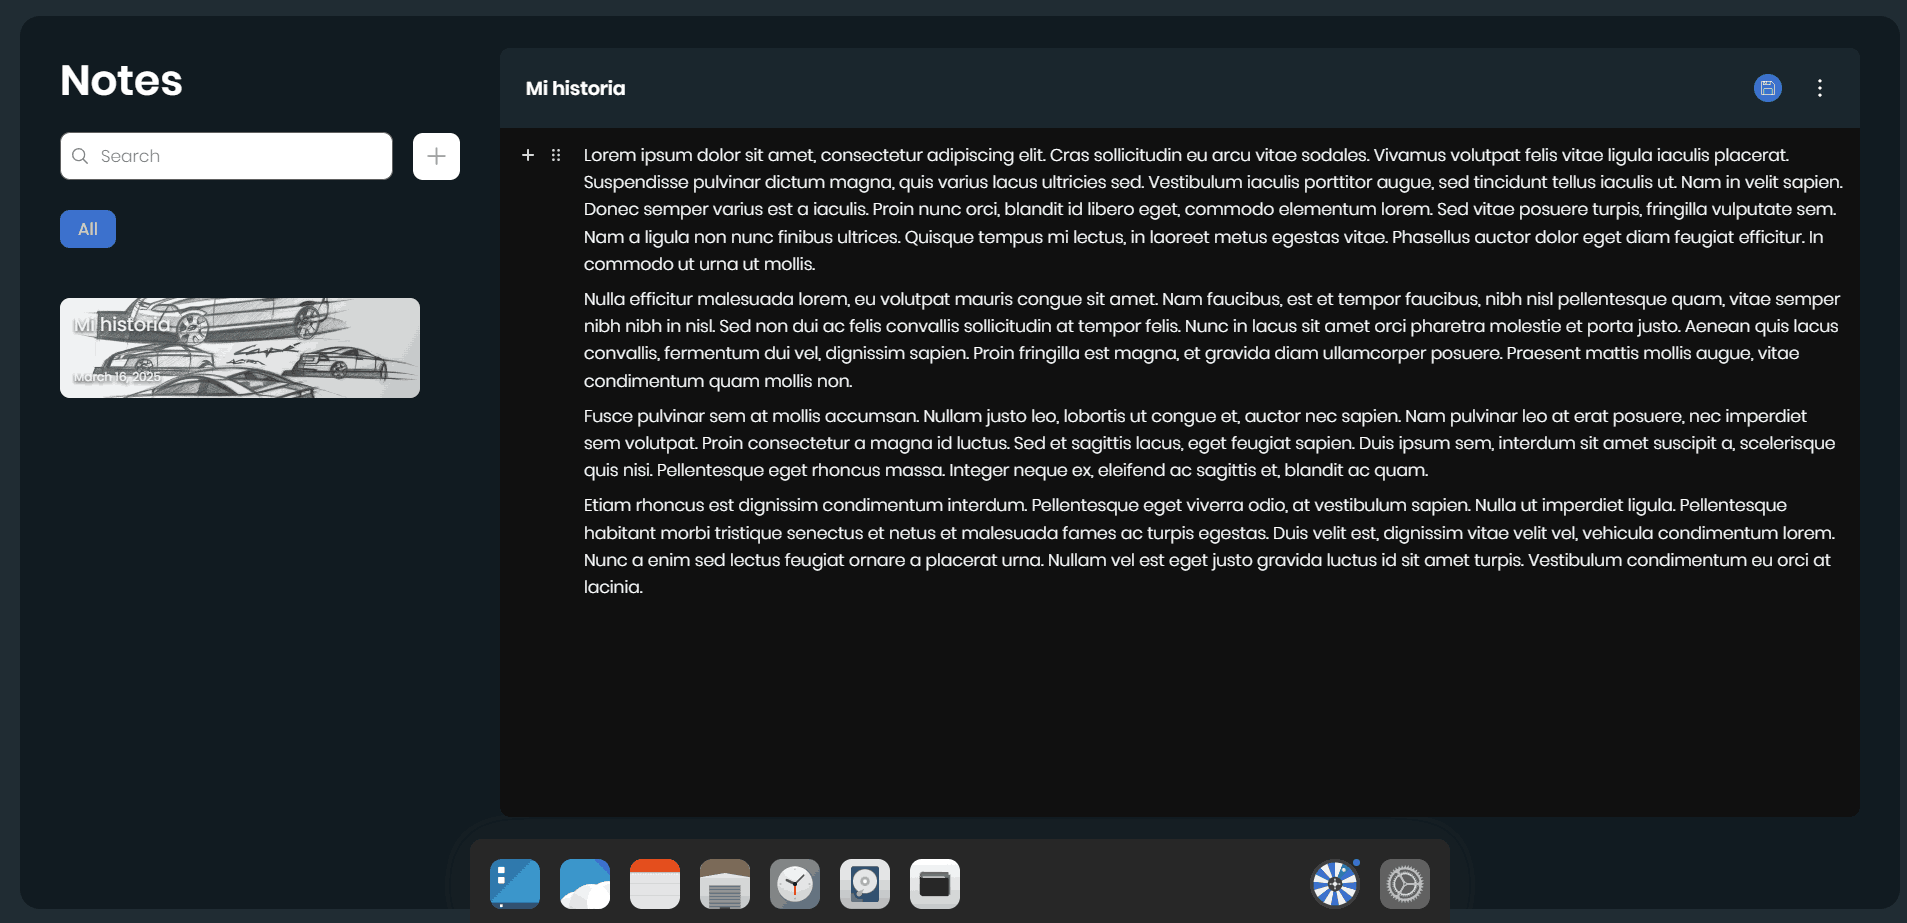 Notes
Search
All
Mi historia
March 16, 2025
Mi historia
Lorem ipsum dolor sit amet, consectetur adipiscing elit. Cras sollicitudin eu arcu vitae sodales. Vivamus volutpat felis vitae ligula iaculis placerat.
Suspendisse pulvinar dictum magna, quis varius lacus ultricies sed. Vestibulum iaculis porttitor augue, sed tincidunt tellus iaculis ut. Nam in velit sapien.
Donec semper varius est a iaculis. Proin nunc orci, blandit id libero eget, commodo elementum lorem. Sed vitae posuere turpis, fringilla vulputate sem.
Nam a ligula non nunc finibus ultrices. Quisque tempus mi lectus, in laoreet metus egestas vitae. Phasellus auctor dolor eget diam feugiat efficitur. In
commodo ut urna ut mollis.
Nulla efficitur malesuada lorem, eu volutpat mauris congue sit amet. Nam faucibus, est et tempor faucibus, nibh nisl pellentesque quam, vitae semper
nibh nibh in nisl. Sed non dui ac felis convallis sollicitudin at tempor felis. Nunc in lacus sit amet orci pharetra molestie et porta justo. Aenean quis lacus
convallis, fermentum dui vel, dignissim sapien. Proin fringilla est magna, et gravida diam ullamcorper posuere. Praesent mattis mollis augue, vitae
condimentum quam mollis non.
Fusce pulvinar sem at mollis accumsan. Nullam justo leo, lobortis ut congue et, auctor nec sapien. Nam pulvinar leo at erat posuere, nec imperdiet
sem volutpat. Proin consectetur a magna id luctus. Sed et sagittis lacus, eget feugiat sapien. Duis ipsum sem, interdum sit amet suscipit a, scelerisque
quis nisi. Pellentesque eget rhoncus massa. Integer neque ex, eleifend ac sagittis et, blandit ac quam.
Etiam rhoncus est dignissim condimentum interdum. Pellentesque eget viverra odio, at vestibulum sapien. Nulla ut imperdiet ligula. Pellentesque
habitant morbi tristique senectus et netus et malesuada fames ac turpis egestas. Duis velit est, dignissim vitae velit vel, vehicula condimentum lorem.
Nunc a enim sed lectus feugiat ornare a placerat urna. Nullam vel est eget justo gravida luctus id sit amet turpis. Vestibulum condimentum eu orci at
lacinia.